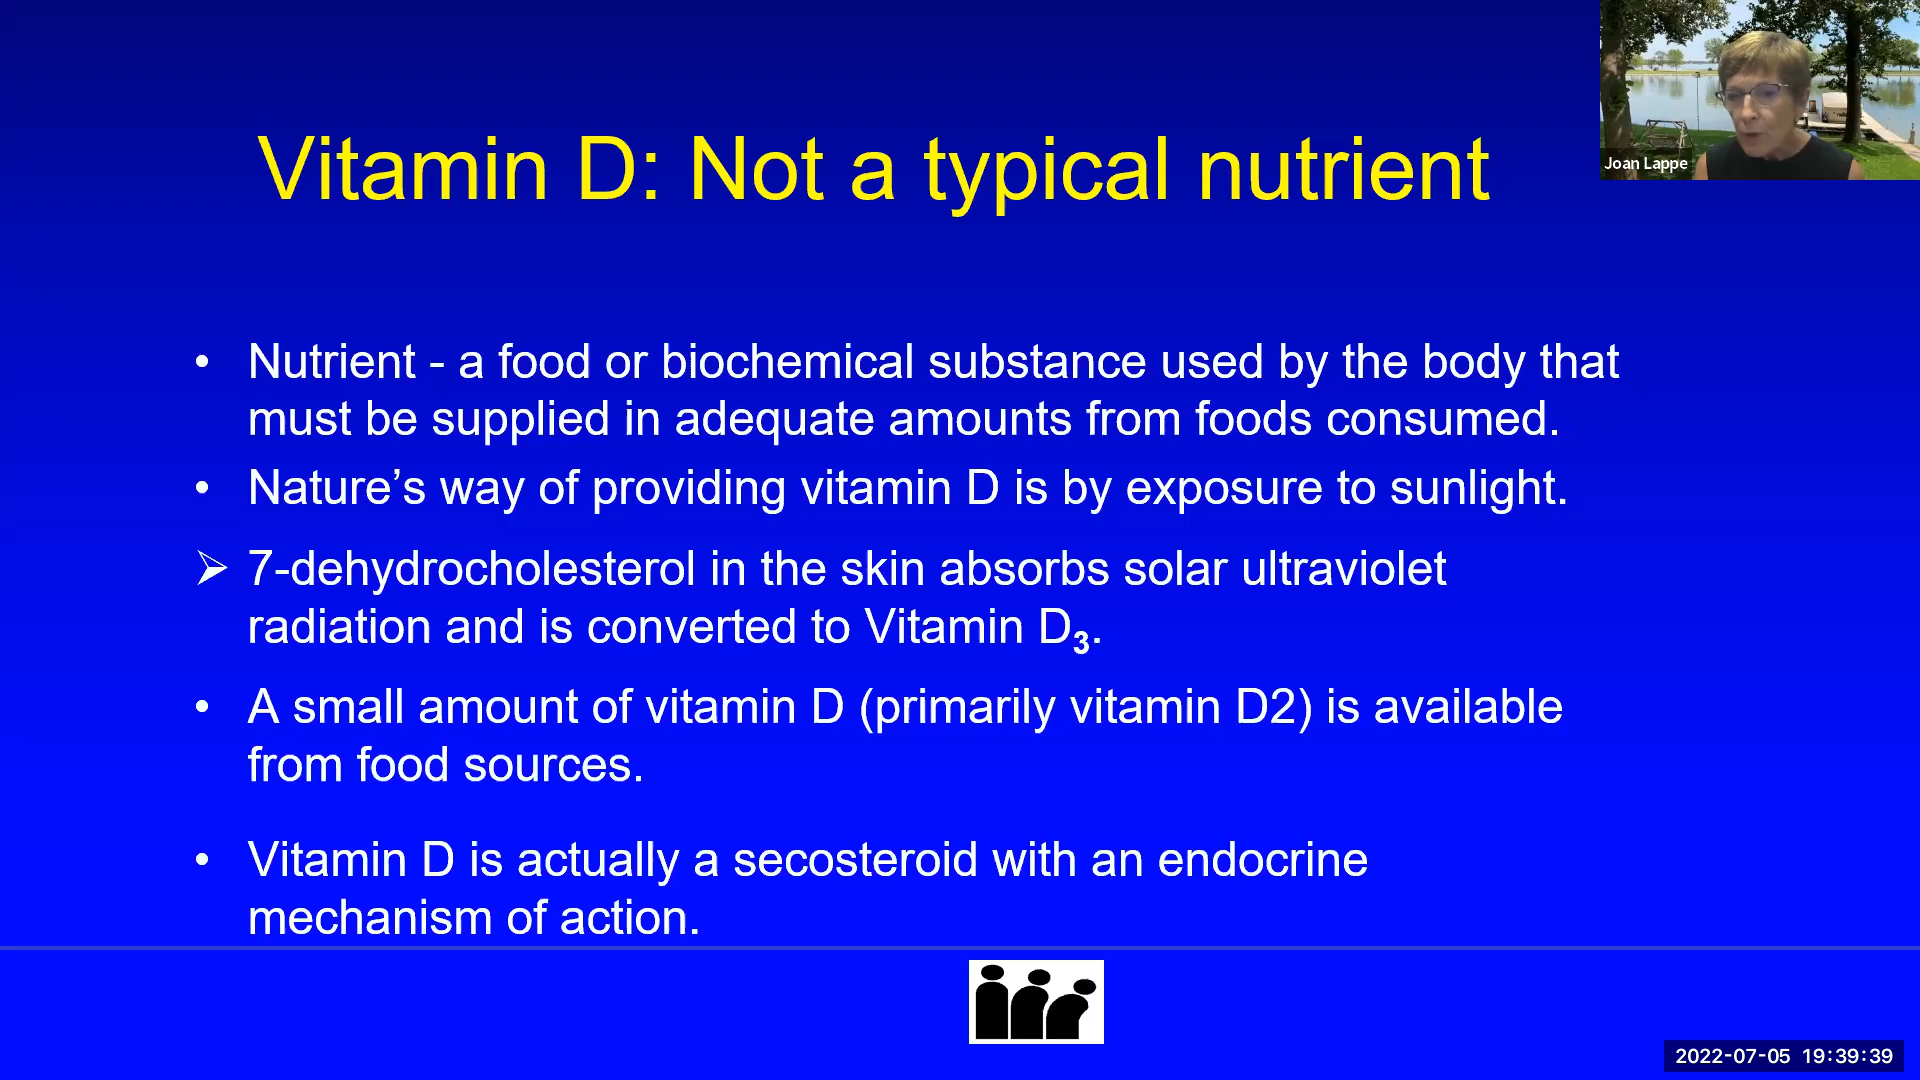 Joan Lappe
Vitamin D: Not a typical nutrient
• Nutrient - a food or biochemical substance used by the body that
must be supplied in adequate amounts from foods consumed.
• Nature’s way of providing vitamin D is by exposure to sunlight.
➢ 7-dehydrocholesterol in the skin absorbs solar ultraviolet
radiation and is converted to Vitamin D₃.
• A small amount of vitamin D (primarily vitamin D2) is available
from food sources.
• Vitamin D is actually a secosteroid with an endocrine
mechanism of action.
2022-07-05 19:39:39